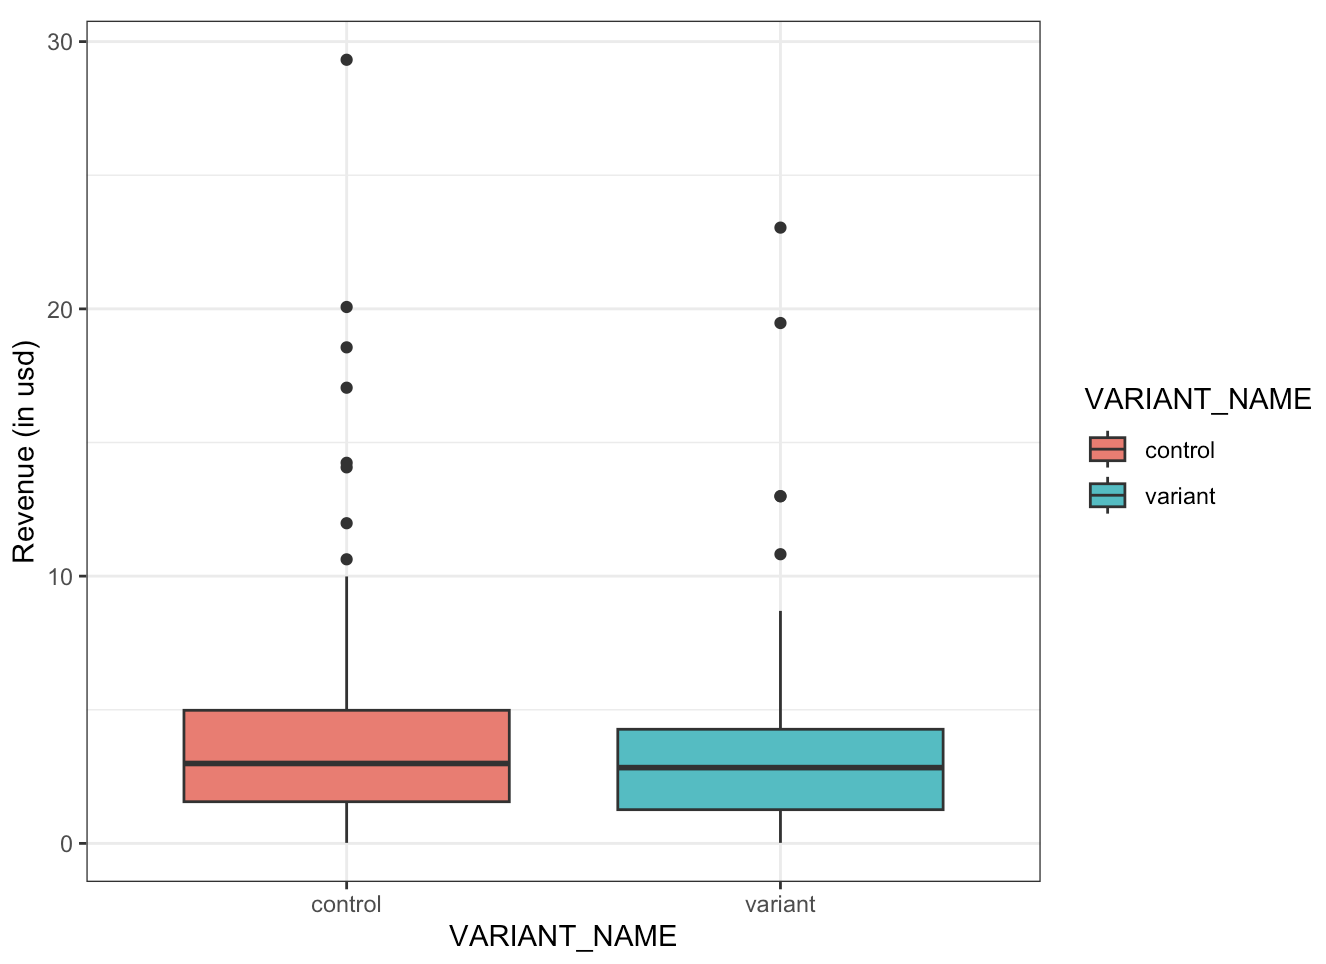 30
20
10
0
Revenue (in usd)
control
variant
VARIANT_NAME
VARIANT_NAME
control
variant